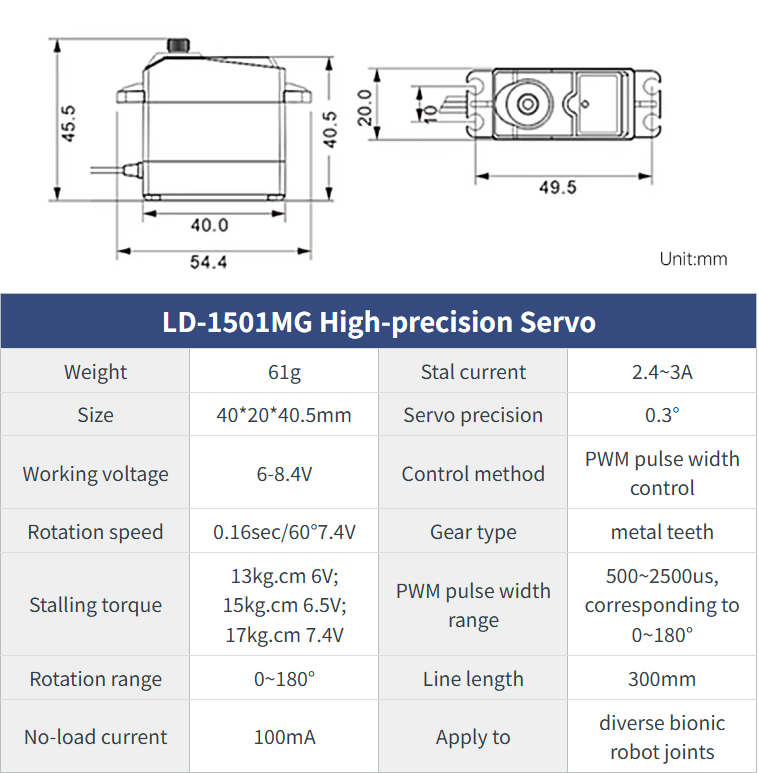 45.5
40.5
40.0
54.4
20.0
10
49.5
Unit:mm
LD-1501MG High-precision Servo
Weight
61g
Stal current
2.4~3A
Size
40*20*40.5mm
Servo precision
0.3°
Working voltage
6-8.4V
Control method
PWM pulse width
control
Rotation speed
0.16sec/60°7.4V
Gear type
metal teeth
Stalling torque
13kg.cm 6V;
15kg.cm 6.5V;
17kg.cm 7.4V
PWM pulse width
range
500~2500us,
corresponding to
0~180°
Rotation range
0~180°
Line length
300mm
No-load current
100mA
Apply to
diverse bionic
robot joints